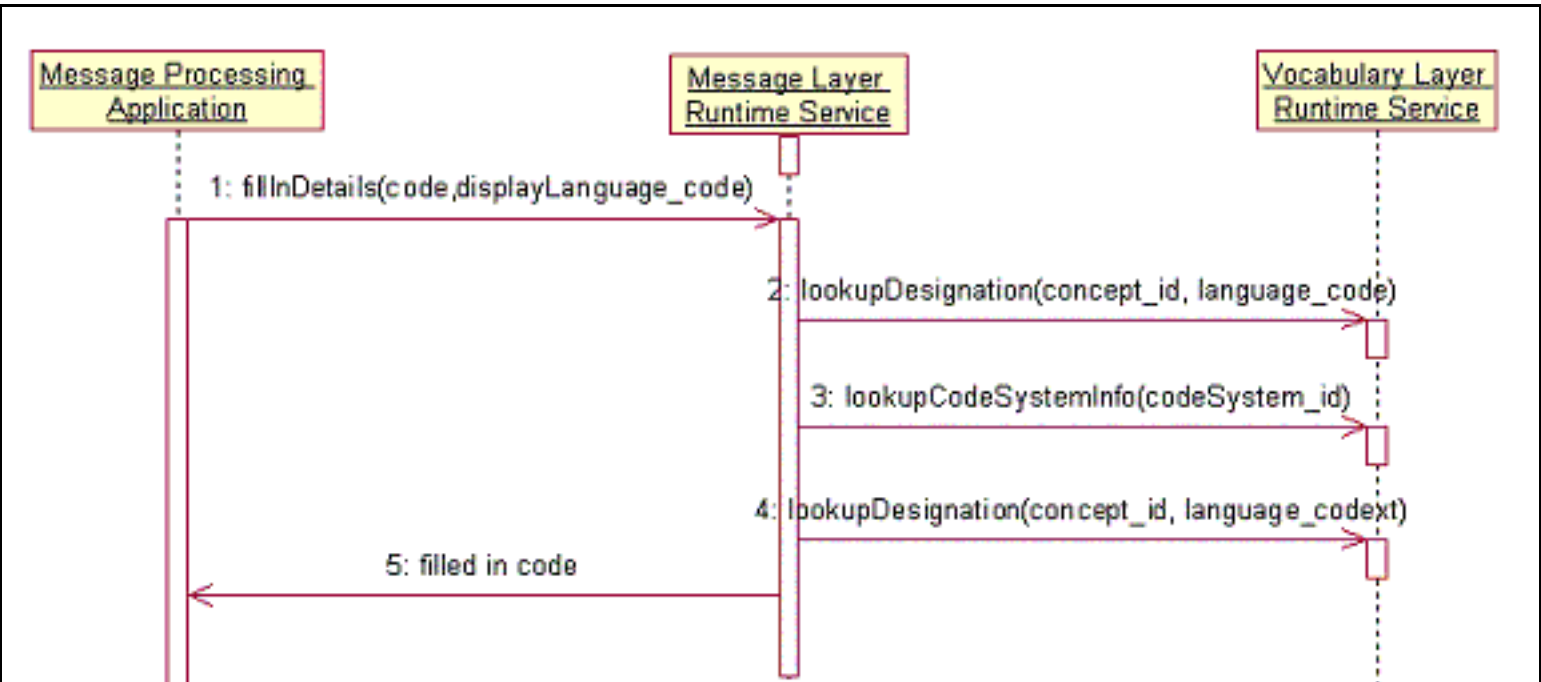 Message Processing
Application
Message Layer
Runtime Service
Vocabulary Layer
Runtime Service
1: fillInDetails(code,displayLanguage_code)
2: lookupDesignation(concept_id, language_code)
3: lookupCodeSystemInfo(codeSystem_id)
4: lookupDesignation(concept_id, language_codext)
5: filled in code